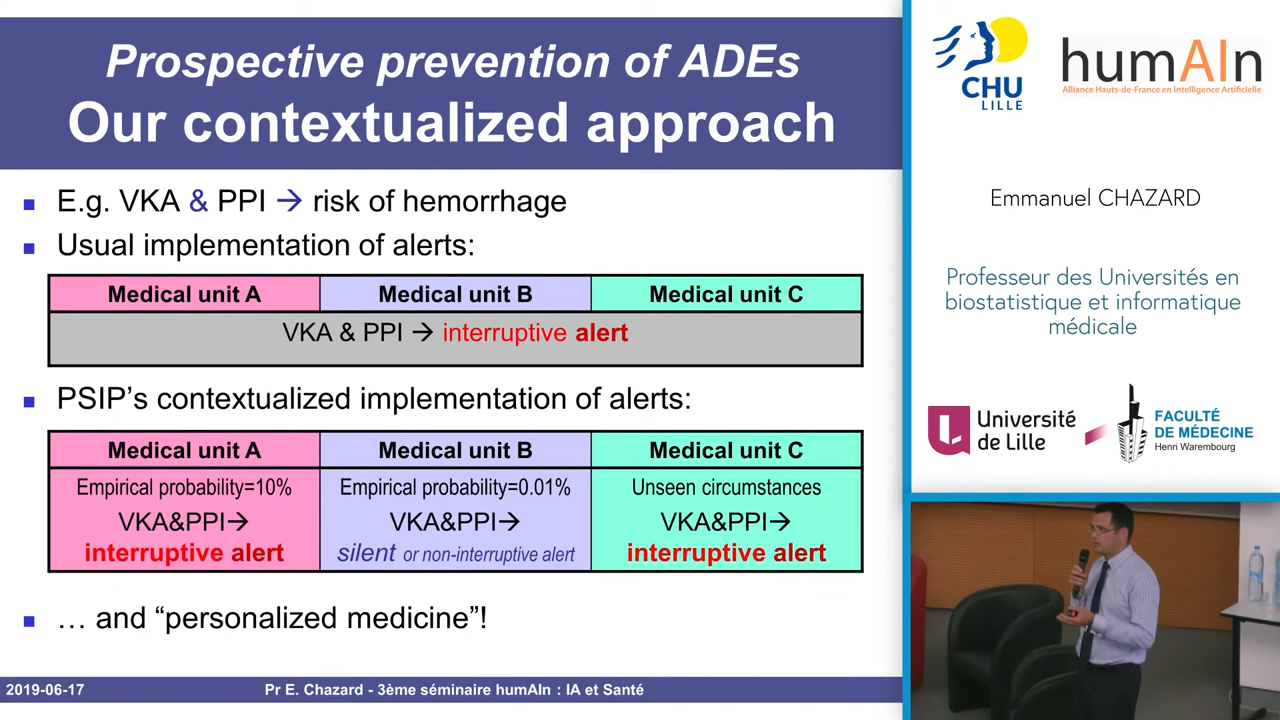 Prospective prevention of ADEs
Our contextualized approach
E.g. VKA & PPI → risk of hemorrhage
Usual implementation of alerts:
Medical unit A
Medical unit B
Medical unit C
VKA & PPI → interruptive alert
PSIP’s contextualized implementation of alerts:
Medical unit A
Medical unit B
Medical unit C
Empirical probability=10%
VKA&PPI→
interruptive alert
Empirical probability=0.01%
VKA&PPI→
silent or non-interruptive alert
Unseen circumstances
VKA&PPI→
interruptive alert
… and “personalized medicine”!
2019-06-17
Pr E. Chazard - 3ème séminaire humAIn : IA et Santé
CHU
LILLE
humAIn
Alliance Hauts-de-France en Intelligence Artificielle
Emmanuel CHAZARD
Professeur des Universités en
biostatistique et informatique
médicale
Université
de Lille
FACULTÉ
DE MÉDECINE
Henri Warembourg